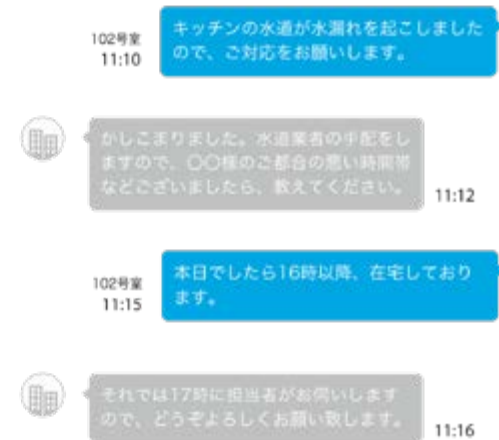 キッチンの水道が水漏れを起こしました
ので、ご対応をお願いします。
102号室
11:10
かしこまりました。水道業者の手配をし
ますので、〇〇様のご都合の悪い時間帯
などございましたら、教えてください。
11:12
本日でしたら16時以降、在宅しており
ます。
102号室
11:15
それでは17時に担当者がお伺いします
ので、どうぞよろしくお願い致します。
11:16